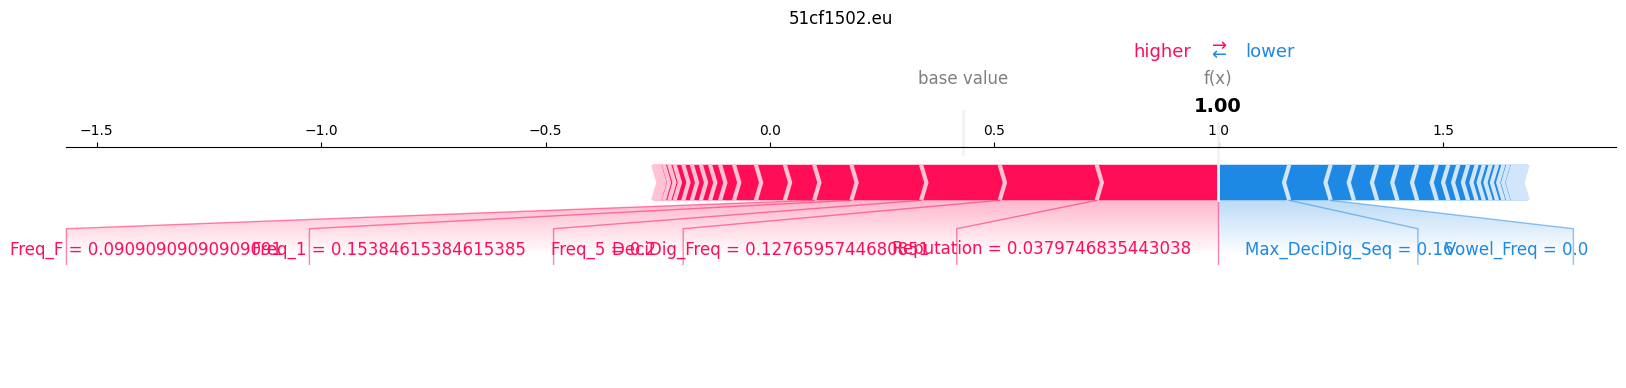 51cf1502.eu
higher → ← lower
base value f(x)
1.00
−1.5 −1.0 −0.5 0.0 0.5 1.0 1.5
Freq_F = 0.09090909090909091 Freq_1 = 0.15384615384615385 Freq_5 = 0.2 DeciDig_Freq = Reputation = 0.0379746835443038 Max_DeciDig_Seq = 0.16 Vowel_Freq = 0.0